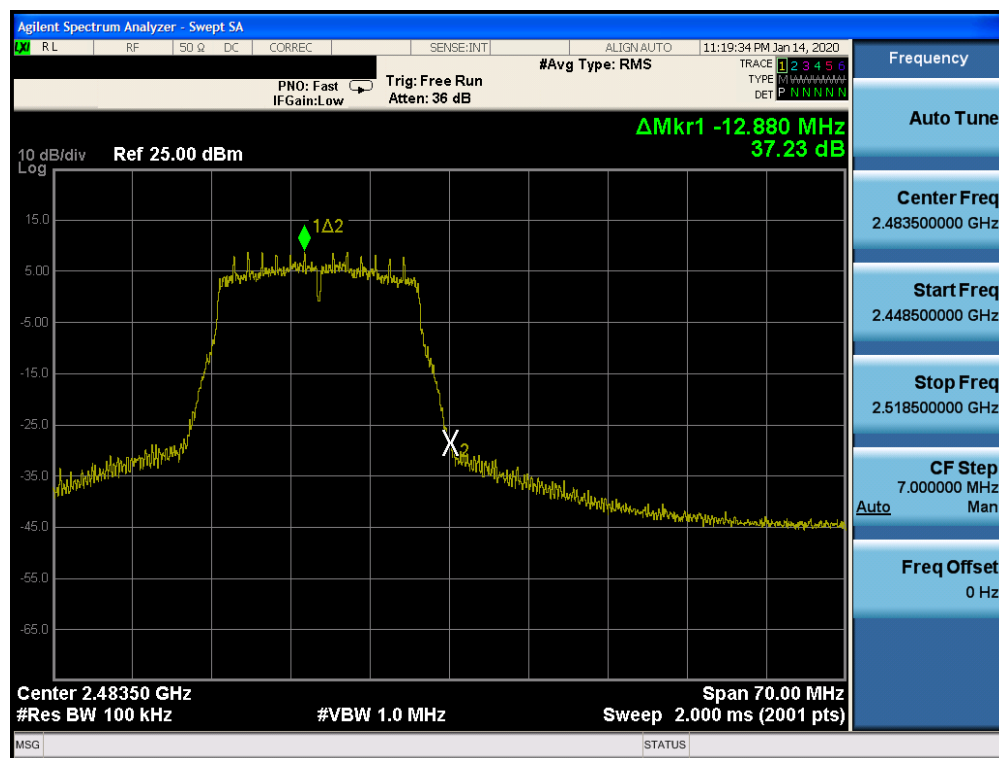 Agilent Spectrum Analyzer - Swept SA
LXI RL RF 50 Ω DC CORREC SENSE:INT ALIGN AUTO 11:19:34 PM Jan 14, 2020
Frequency
#Avg Type: RMS
TRACE 1 2 3 4 5 6
PNO: Fast
Trig: Free Run
TYPE M
IFGain:Low
Atten: 36 dB
DET P N N N N N
Auto Tune
ΔMkr1 -12.880 MHz
37.23 dB
10 dB/div Ref 25.00 dBm
Log
Center Freq
2.483500000 GHz
15.0
1Δ2
5.00
Start Freq
2.448500000 GHz
-5.00
-15.0
Stop Freq
2.518500000 GHz
-25.0
2
-35.0
CF Step
7.000000 MHz
Auto Man
-45.0
-55.0
Freq Offset
0 Hz
-65.0
Center 2.48350 GHz Span 70.00 MHz
#Res BW 100 kHz #VBW 1.0 MHz Sweep 2.000 ms (2001 pts)
MSG STATUS